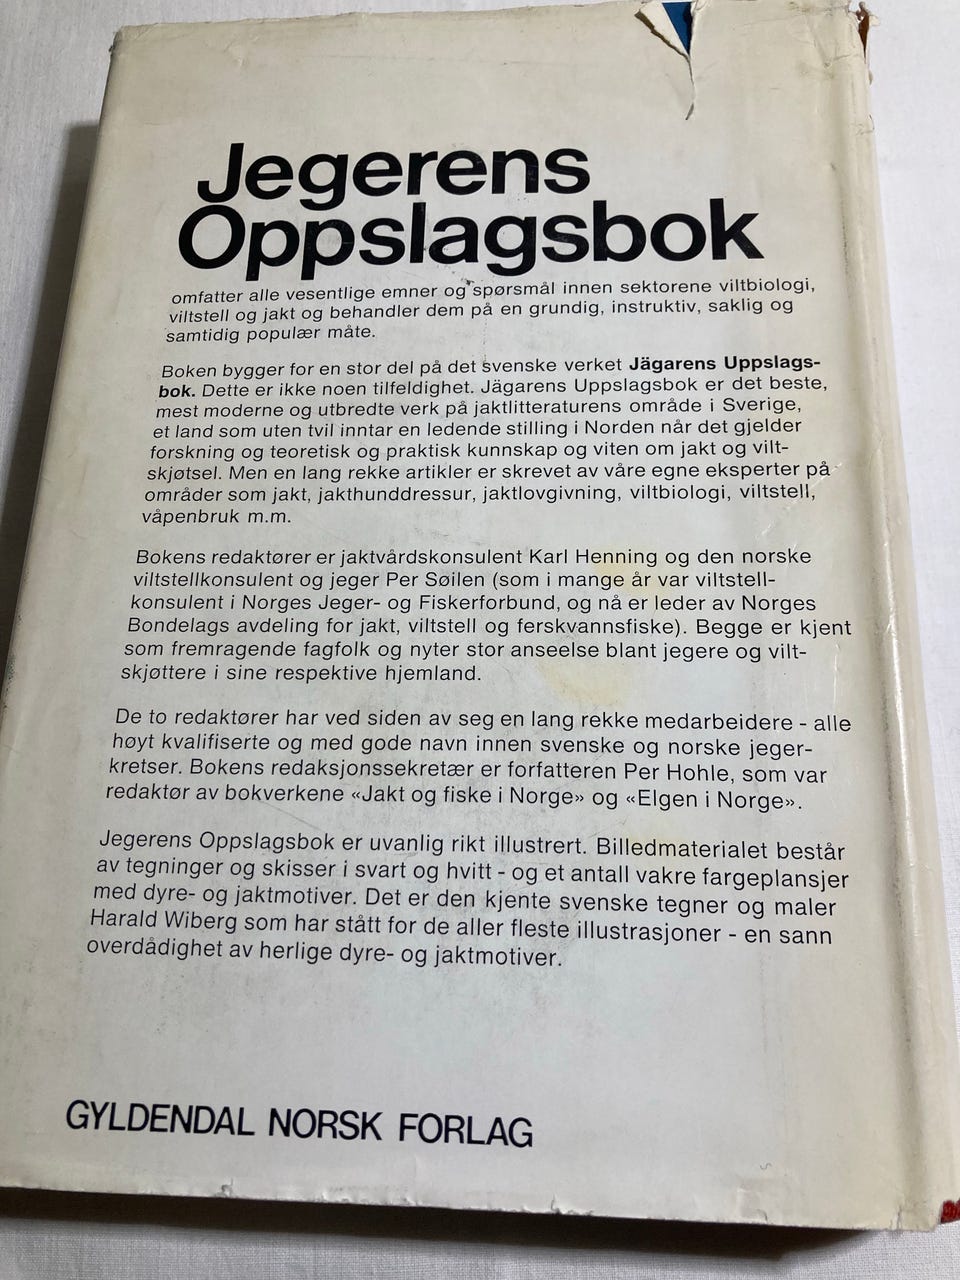 Jegerens
Oppslagsbok
omfatter alle vesentlige emner og spørsmål innen sektorene viltbiologi,
viltstell og jakt og behandler dem på en grundig, instruktiv, saklig og
samtidig populær måte.
Boken bygger for en stor del på det svenske verket Jägarens Uppslags-
bok. Dette er ikke noen tilfeldighet. Jägarens Uppslagsbok er det beste,
mest moderne og utbredte verk på jaktlitteraturens område i Sverige,
et land som uten tvil inntar en ledende stilling i Norden når det gjelder
forskning og teoretisk og praktisk kunnskap og viten om jakt og vilt-
skjøtsel. Men en lang rekke artikler er skrevet av våre egne eksperter på
områder som jakt, jakthunddressur, jaktlovgivning, viltbiologi, viltstell,
våpenbruk m.m.
Bokens redaktører er jaktvårdskonsulent Karl Henning og den norske
viltstellkonsulent og jeger Per Søilen (som i mange år var viltstell-
konsulent i Norges Jeger- og Fiskerforbund, og nå er leder av Norges
Bondelags avdeling for jakt, viltstell og ferskvannsfiske). Begge er kjent
som fremragende fagfolk og nyter stor anseelse blant jegere og vilt-
skjøttere i sine respektive hjemland.
De to redaktører har ved siden av seg en lang rekke medarbeidere - alle
høyt kvalifiserte og med gode navn innen svenske og norske jeger-
kretser. Bokens redaksjonssekretær er forfatteren Per Hohle, som var
redaktør av bokverkene «Jakt og fiske i Norge» og «Elgen i Norge».
Jegerens Oppslagsbok er uvanlig rikt illustrert. Billedmaterialet består
av tegninger og skisser i svart og hvitt - og et antall vakre fargeplansjer
med dyre- og jaktmotiver. Det er den kjente svenske tegner og maler
Harald Wiberg som har stått for de aller fleste illustrasjoner - en sann
overdådighet av herlige dyre- og jaktmotiver.
GYLDENDAL NORSK FORLAG